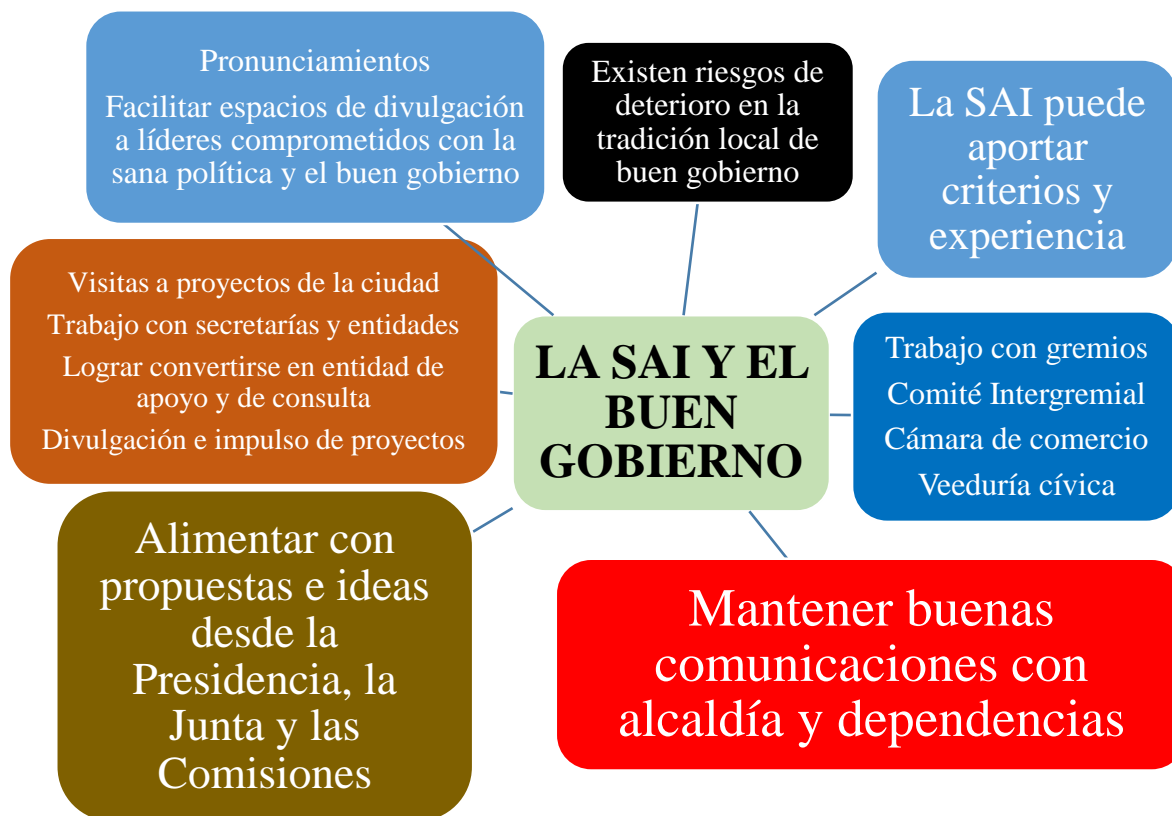 Pronunciamientos
Facilitar espacios de divulgación
a líderes comprometidos con la
sana política y el buen gobierno
Existen riesgos de
deterioro en la
tradición local de
buen gobierno
La SAI puede
aportar
criterios y
experiencia
Visitas a proyectos de la ciudad
Trabajo con secretarías y entidades
Lograr convertirse en entidad de
apoyo y de consulta
Divulgación e impulso de proyectos
LA SAI Y EL
BUEN
GOBIERNO
Trabajo con gremios
Comité Intergremial
Cámara de comercio
Veeduría cívica
Alimentar con
propuestas e ideas
desde la
Presidencia, la
Junta y las
Comisiones
Mantener buenas
comunicaciones con
alcaldía y dependencias